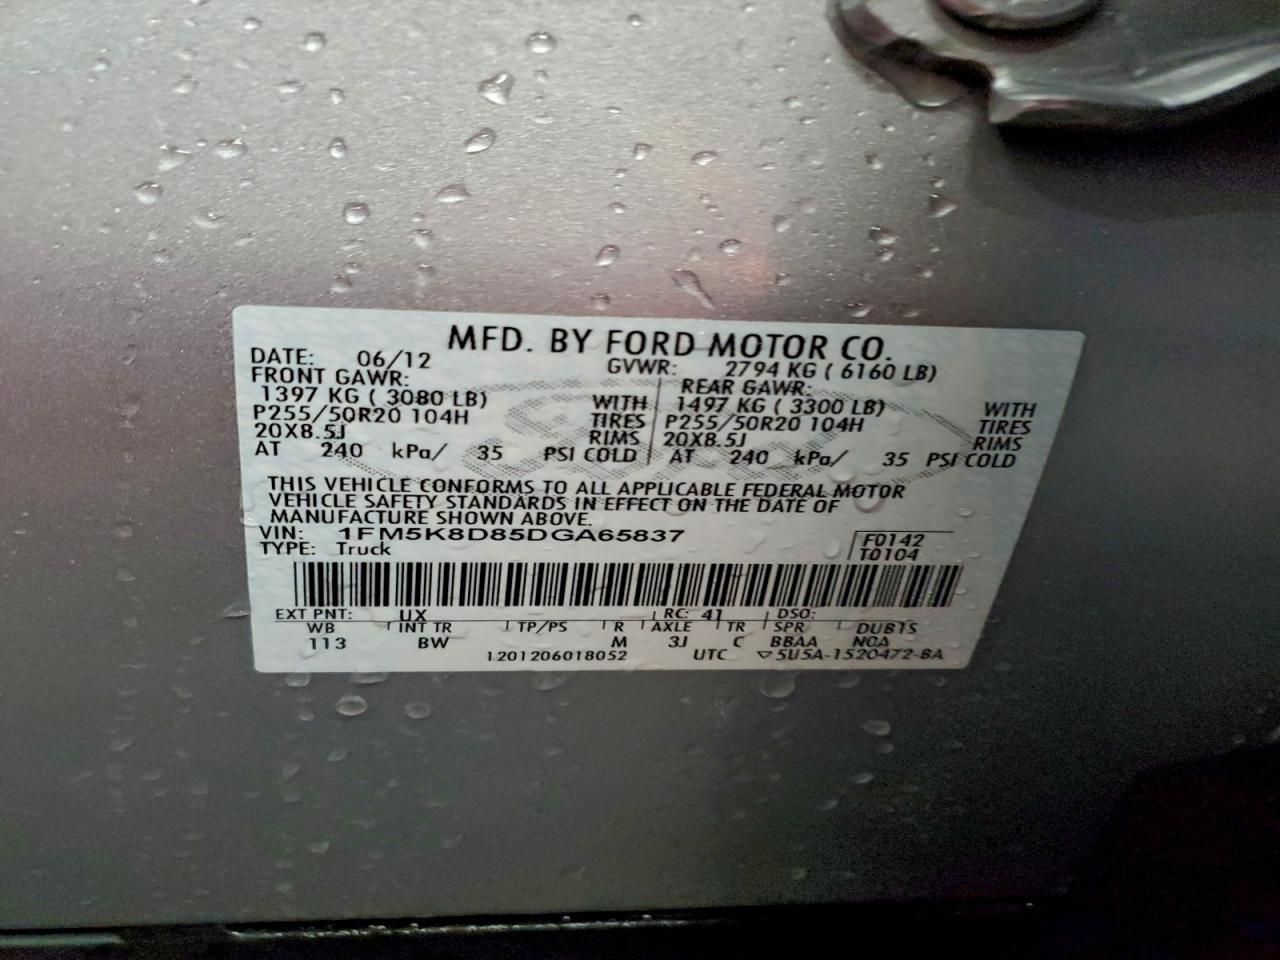 MFD. BY FORD MOTOR CO.
DATE: 06/12 GVWR: 2794 KG ( 6160 LB)
FRONT GAWR: REAR GAWR:
1397 KG ( 3080 LB) WITH 1497 KG ( 3300 LB) WITH
P255/50R20 104H TIRES P255/50R20 104H TIRES
20X8.5J RIMS 20X8.5J RIMS
AT 240 kPa/ 35 PSI COLD AT 240 kPa/ 35 PSI COLD
THIS VEHICLE CONFORMS TO ALL APPLICABLE FEDERAL MOTOR
VEHICLE SAFETY STANDARDS IN EFFECT ON THE DATE OF
MANUFACTURE SHOWN ABOVE.
VIN: 1FM5K8D85DGA65837 F0142
TYPE: Truck T0104
EXT PNT: UX RC: 41 DSO:
WB INT TR TP/PS R AXLE TR SPR DUB1S
113 BW M 3J C BBAA NCA
1201206018052 UTC ▽5U5A-1520472-BA